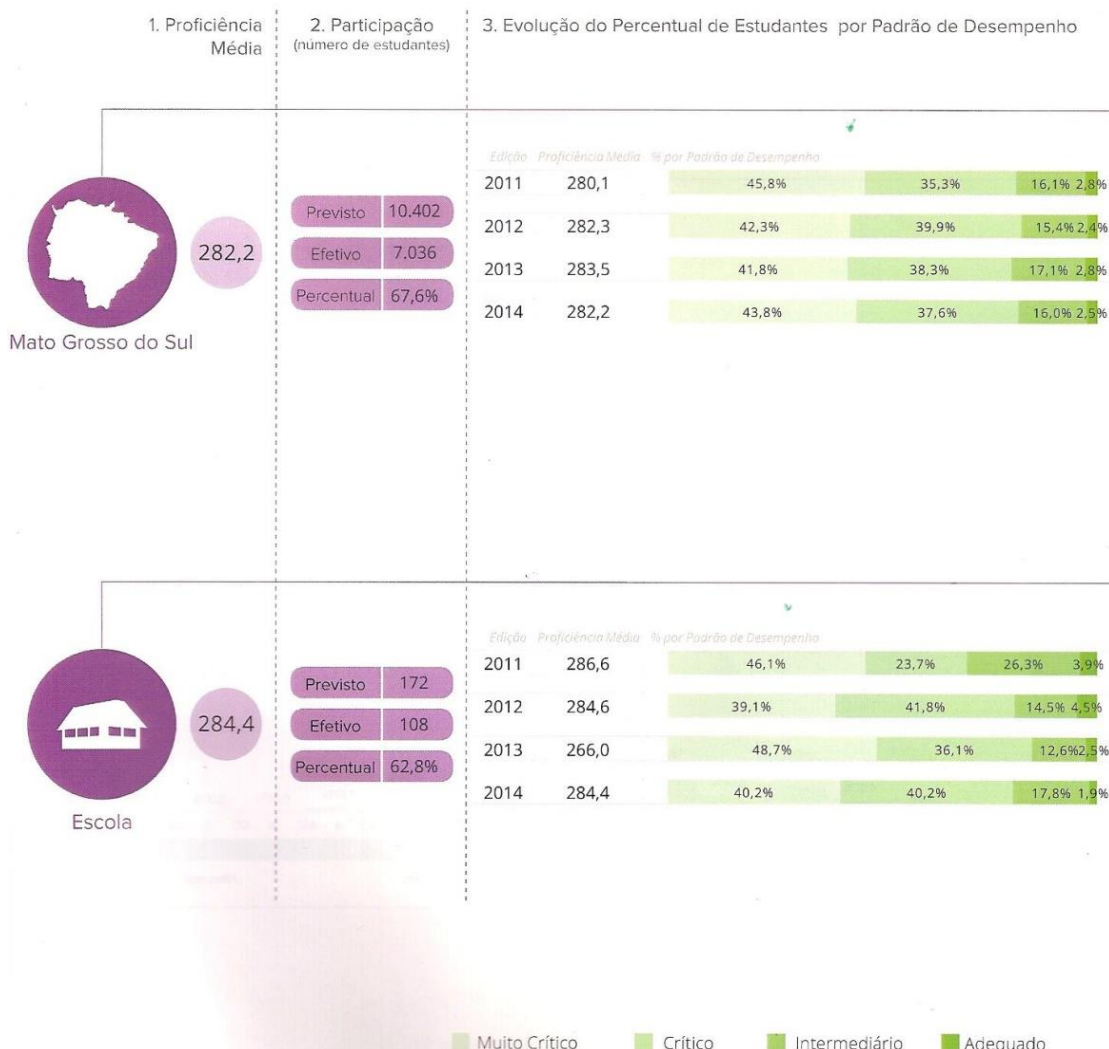 1. Proficiência
Média
2. Participação
(número de estudantes)
3. Evolução do Percentual de Estudantes por Padrão de Desempenho
Mato Grosso do Sul
282,2
Previsto 10.402
Efetivo 7.036
Percentual 67,6%
Edição Proficiência Média % por Padrão de Desempenho
2011 280,1 45,8% 35,3% 16,1% 2,8%
2012 282,3 42,3% 39,9% 15,4% 2,4%
2013 283,5 41,8% 38,3% 17,1% 2,8%
2014 282,2 43,8% 37,6% 16,0% 2,5%
Escola
284,4
Previsto 172
Efetivo 108
Percentual 62,8%
Edição Proficiência Média % por Padrão de Desempenho
2011 286,6 46,1% 23,7% 26,3% 3,9%
2012 284,6 39,1% 41,8% 14,5% 4,5%
2013 266,0 48,7% 36,1% 12,6% 2,5%
2014 284,4 40,2% 40,2% 17,8% 1,9%
Muito Crítico Crítico Intermediário Adequado